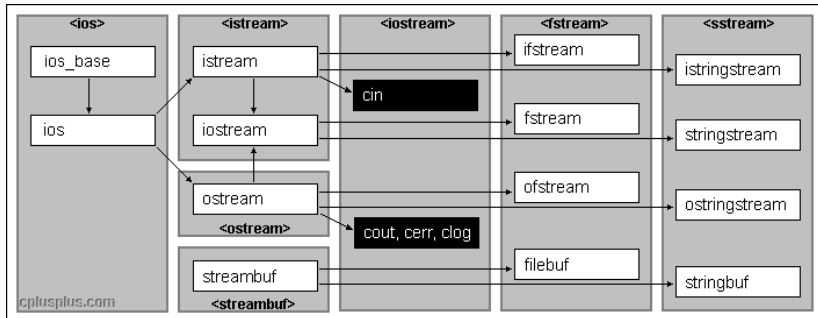 <ios>
ios_base
ios
<istream>
istream
iostream
ostream
<ostream>
streambuf
<streambuf>
<iostream>
cin
cout, cerr, clog
<fstream>
ifstream
fstream
ofstream
filebuf
<sstream>
istringstream
stringstream
ostringstream
stringbuf
cplusplus.com